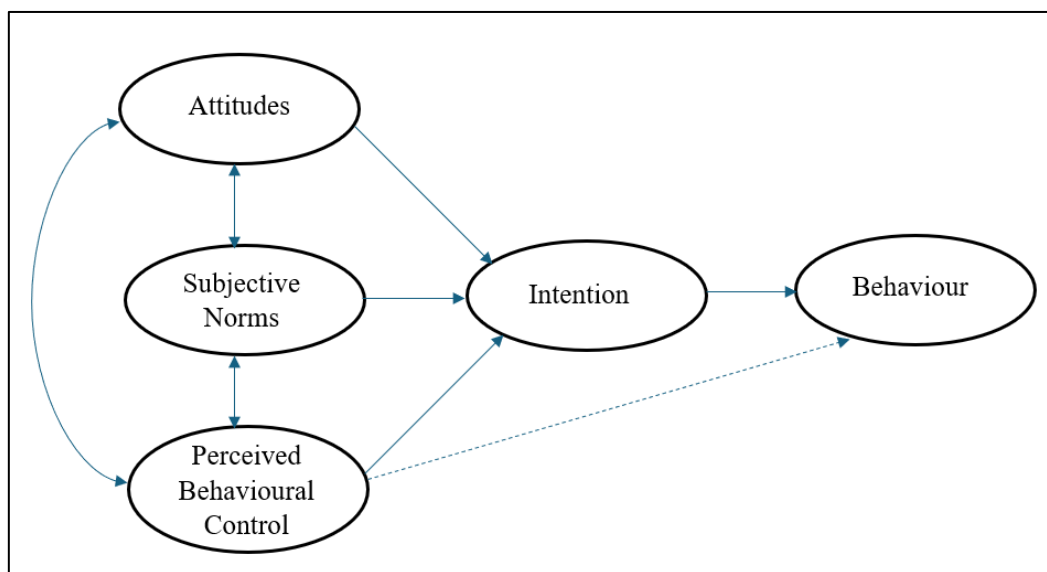 Attitudes
Subjective
Norms
Perceived
Behavioural
Control
Intention
Behaviour